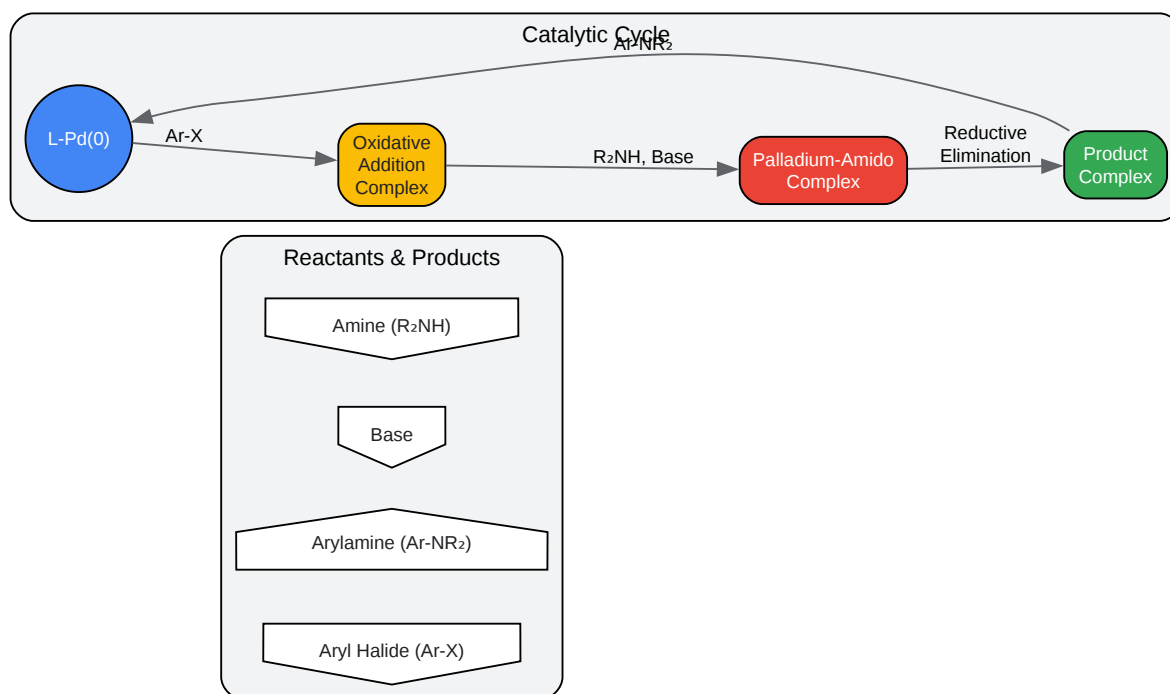 Catalytic Cycle
Ar-NR₂
L-Pd(0)
Ar-X
Oxidative
Addition
Complex
R₂NH, Base
Palladium-Amido
Complex
Reductive
Elimination
Product
Complex
Reactants & Products
Amine (R₂NH)
Base
Arylamine (Ar-NR₂)
Aryl Halide (Ar-X)